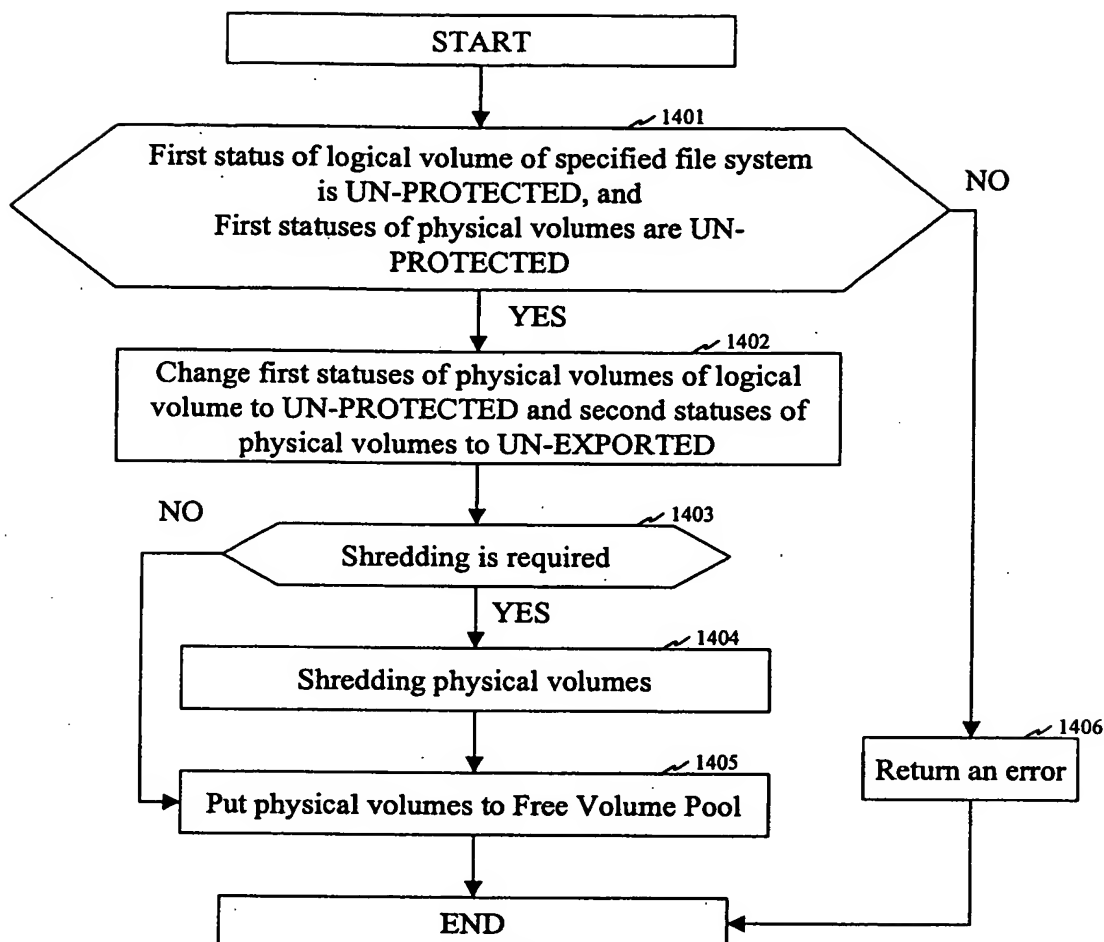 START
1401
First status of logical volume of specified file system
is UN-PROTECTED, and
First statuses of physical volumes are UN-
PROTECTED
NO
YES
1402
Change first statuses of physical volumes of logical
volume to UN-PROTECTED and second statuses of
physical volumes to UN-EXPORTED
NO
1403
Shredding is required
YES
1404
Shredding physical volumes
1405
Put physical volumes to Free Volume Pool
1406
Return an error
END